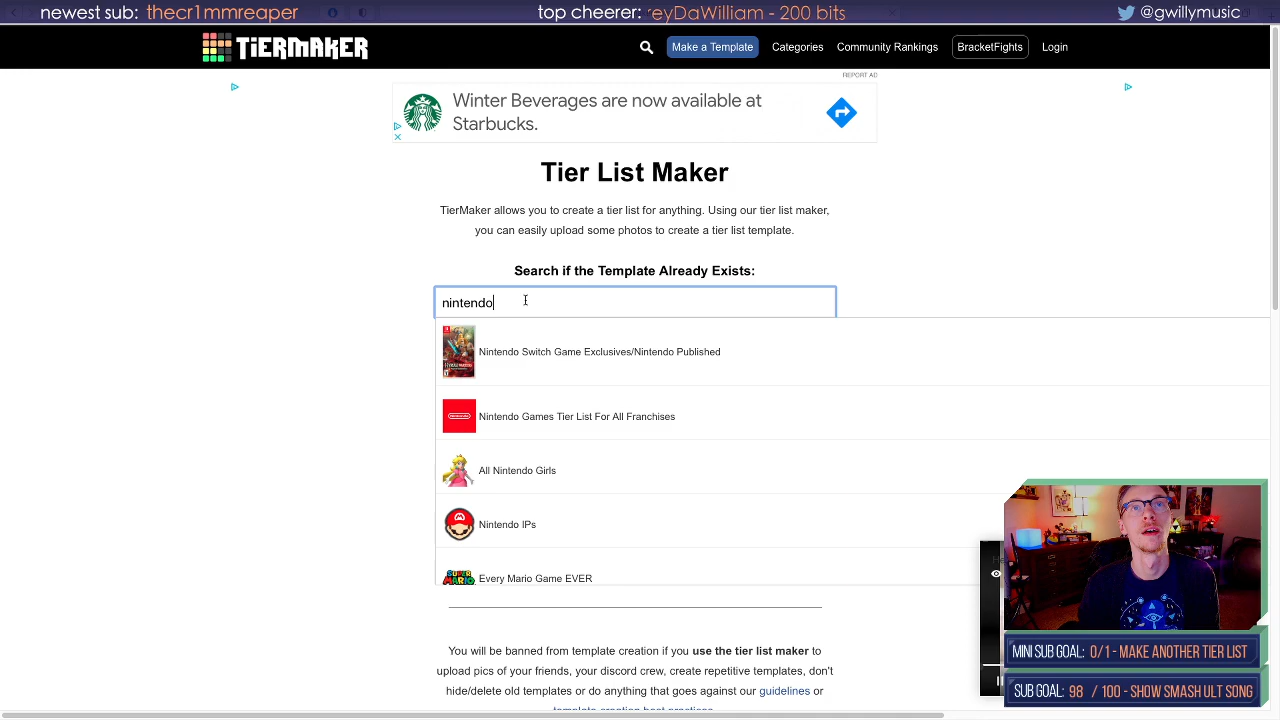 newest sub: thecr1mmreaper
top cheerer: reyDaWilliam - 200 bits
@gwillymusic
TiERMAKER
Make a Template
Categories
Community Rankings
BracketFights
Login
REPORT AD
Winter Beverages are now available at
Starbucks.
Tier List Maker
TierMaker allows you to create a tier list for anything. Using our tier list maker,
you can easily upload some photos to create a tier list template.
Search if the Template Already Exists:
nintendo
Nintendo Switch Game Exclusives/Nintendo Published
Nintendo Games Tier List For All Franchises
All Nintendo Girls
Nintendo IPs
Every Mario Game EVER
You will be banned from template creation if you use the tier list maker to
upload pics of your friends, your discord crew, create repetitive templates, don't
hide/delete old templates or do anything that goes against our guidelines or
template creation best practices.
MINI SUB GOAL: 0/1 - MAKE ANOTHER TIER LIST
SUB GOAL: 98 / 100 - SHOW SMASH ULT SONG